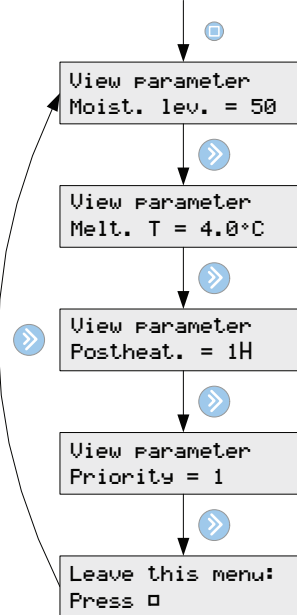 View parameter
Moist. lev. = 50
View parameter
Melt. T = 4.0°C
View parameter
Postheat. = 1H
View parameter
Priority = 1
Leave this menu:
Press □